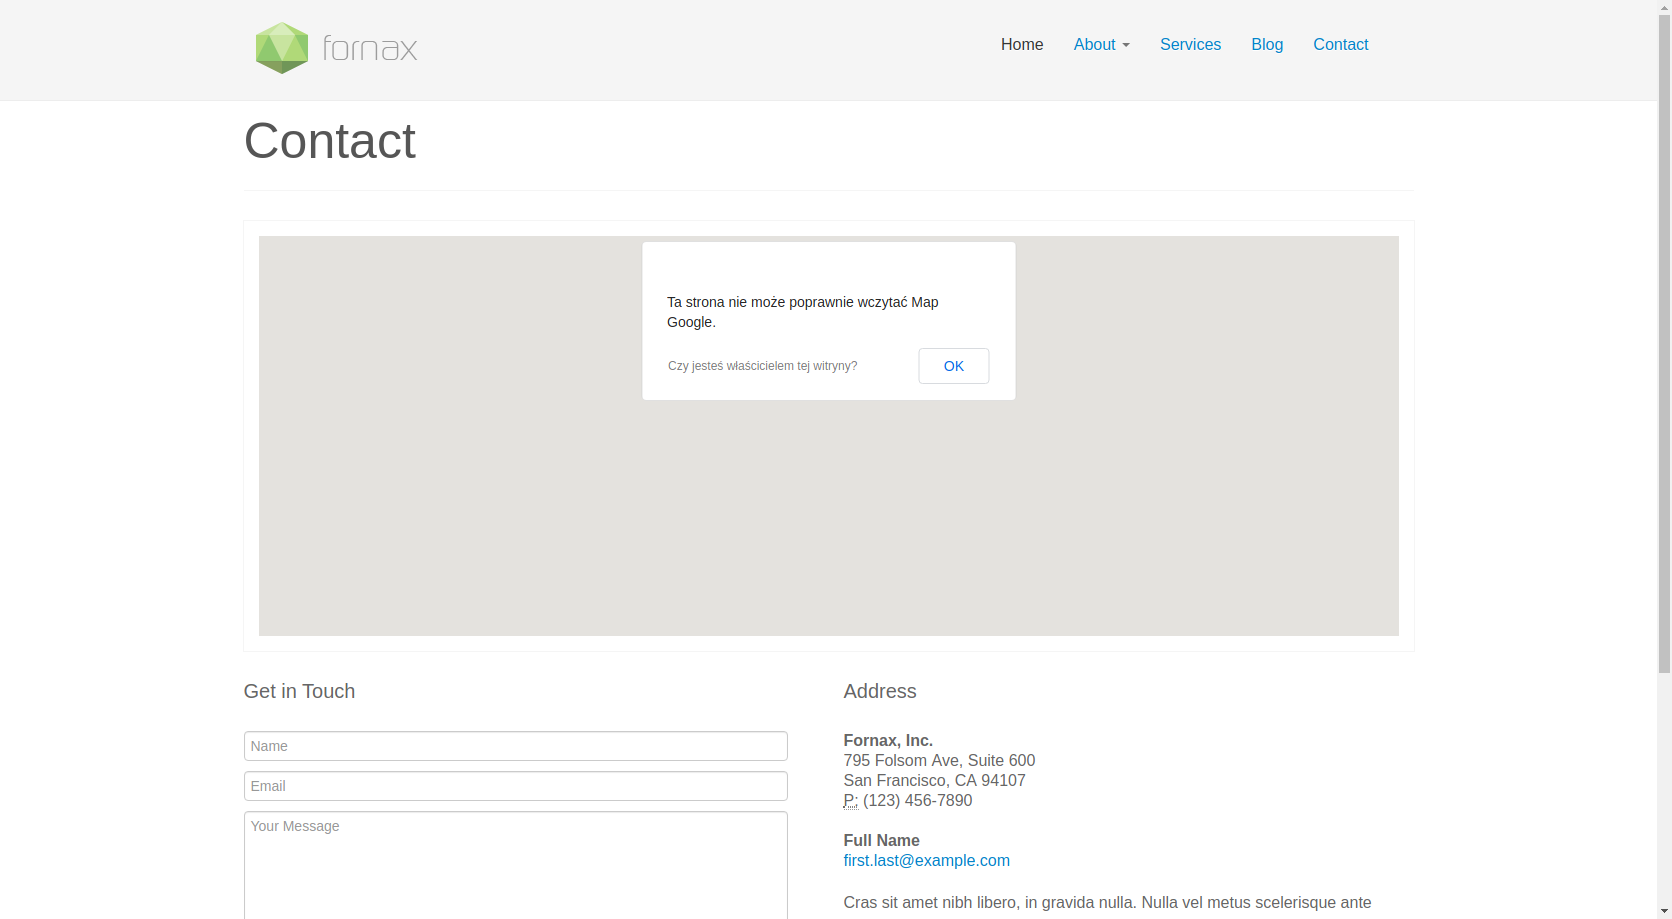 fornax
Home About Services Blog Contact
Contact
Ta strona nie może poprawnie wczytać Map
Google.
Czy jesteś właścicielem tej witryny?
OK
Get in Touch
Name
Email
Your Message
Address
Fornax, Inc.
795 Folsom Ave, Suite 600
San Francisco, CA 94107
P: (123) 456-7890
Full Name
first.last@example.com
Cras sit amet nibh libero, in gravida nulla. Nulla vel metus scelerisque ante